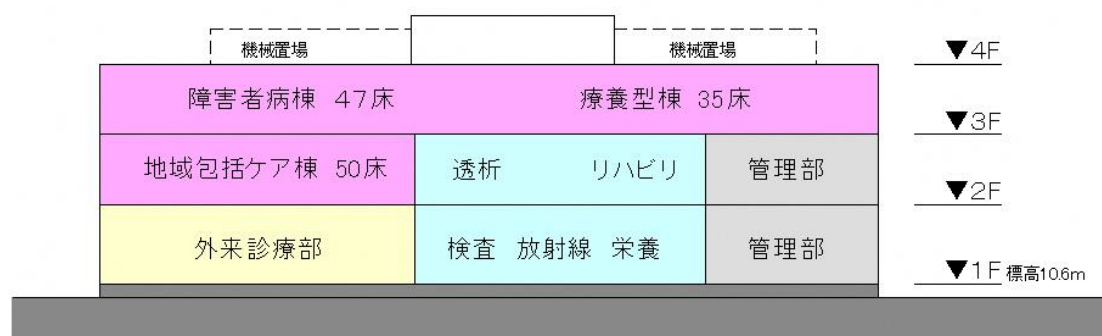 機械置場 機械置場
▼4F
障害者病棟 47床 療養型棟 35床
▼3F
地域包括ケア棟 50床 透析 リハビリ 管理部
▼2F
外来診療部 検査 放射線 栄養 管理部
▼1F 標高10.6m